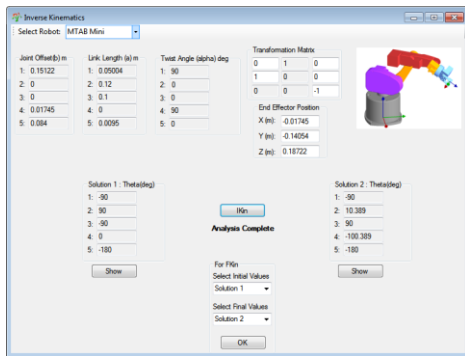 Inverse Kinematics
Select Robot: MTAB Mini
Joint Offset(b) m Link Length (a) m Twist Angle (alpha) deg Transformation Matrix
1: 0.15122 1: 0.05004 1: 90 0 1 0
2: 0 2: 0.12 2: 0 1 0 0
3: 0 3: 0.1 3: 0 0 0 -1
4: 0.01745 4: 0 4: 90
5: 0.084 5: 0.0095 5: 0
End Effector Position
X (m): -0.01745
Y (m): -0.14054
Z (m): 0.18722
Solution 1 : Theta(deg) Solution 2 : Theta(deg)
1: -90 1: -90
2: 90 2: 10.389
3: -90 3: 90
4: 0 4: -100.389
5: -180 5: -180
IKin
Analysis Complete
Show Show
For FKin
Select Initial Values
Solution 1
Select Final Values
Solution 2
OK